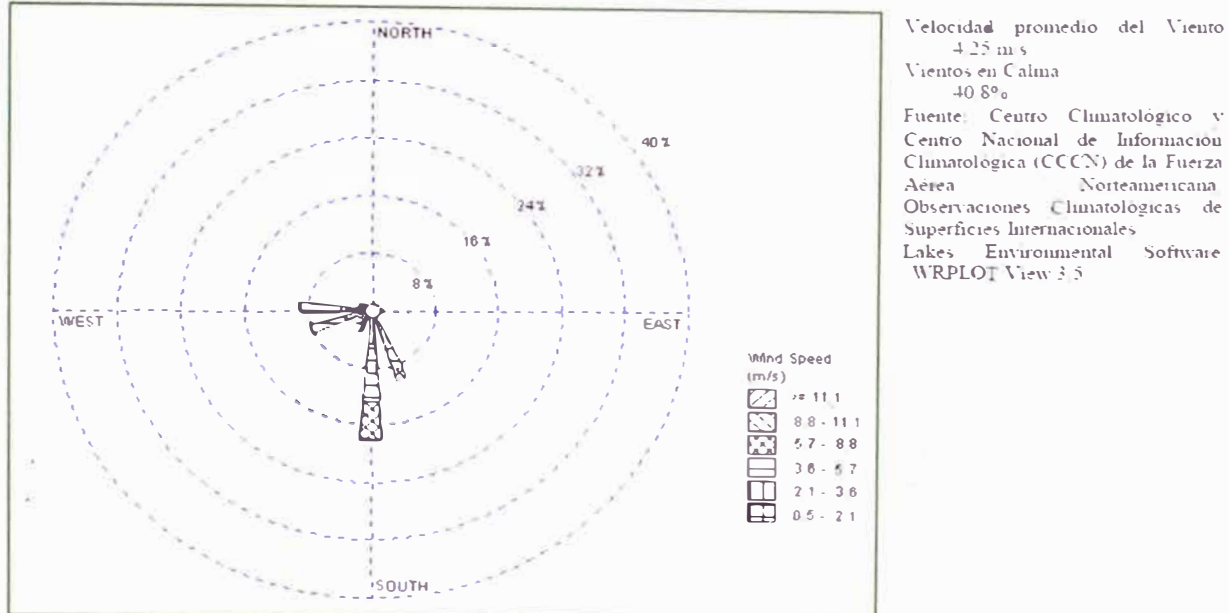 NORTH
40%
32%
24%
16%
8%
WEST
EAST
SOUTH
Wind Speed
(m/s)
>= 11.1
8.8 - 11.1
5.7 - 8.8
3.6 - 5.7
2.1 - 3.6
0.5 - 2.1
Velocidad promedio del Viento
4.25 m/s
Vientos en Calma
40.8%
Fuente: Centro Climatológico y
Centro Nacional de Información
Climatológica (CCCN) de la Fuerza
Aérea Norteamericana
Observaciones Climatológicas de
Superficies Internacionales
Lakes Environmental Software
WRPLOT View 3.5